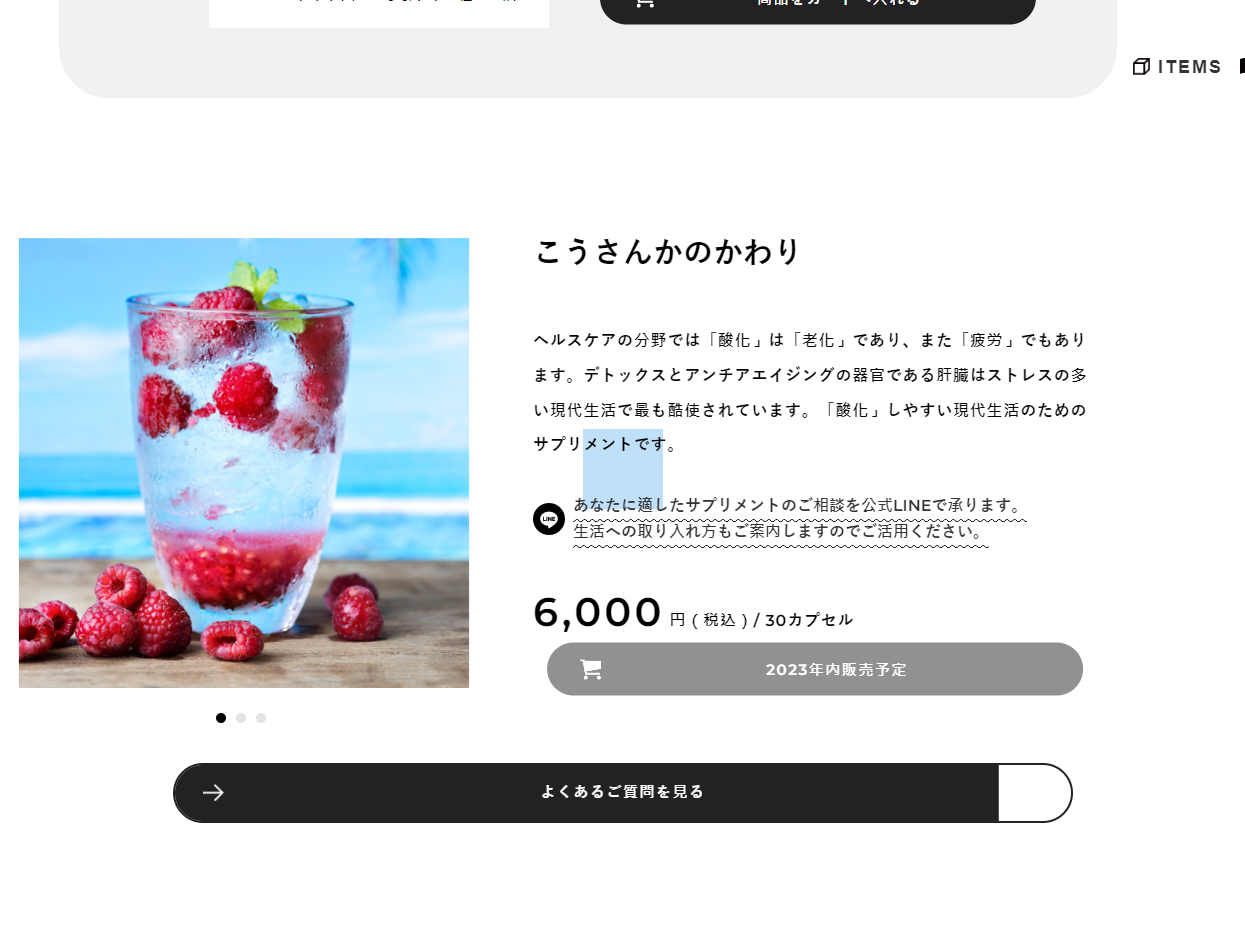 商品をカートへ入れる
ITEMS
こうさんかのかわり
ヘルスケアの分野では「酸化」は「老化」であり、また「疲労」でもあり
ます。デトックスとアンチアエイジングの器官である肝臓はストレスの多
い現代生活で最も酷使されています。「酸化」しやすい現代生活のための
サプリメントです。
LINE
あなたに適したサプリメントのご相談を公式LINEで承ります。
生活への取り入れ方もご案内しますのでご活用ください。
6,000 円 ( 税込 ) / 30カプセル
2023年内販売予定
よくあるご質問を見る